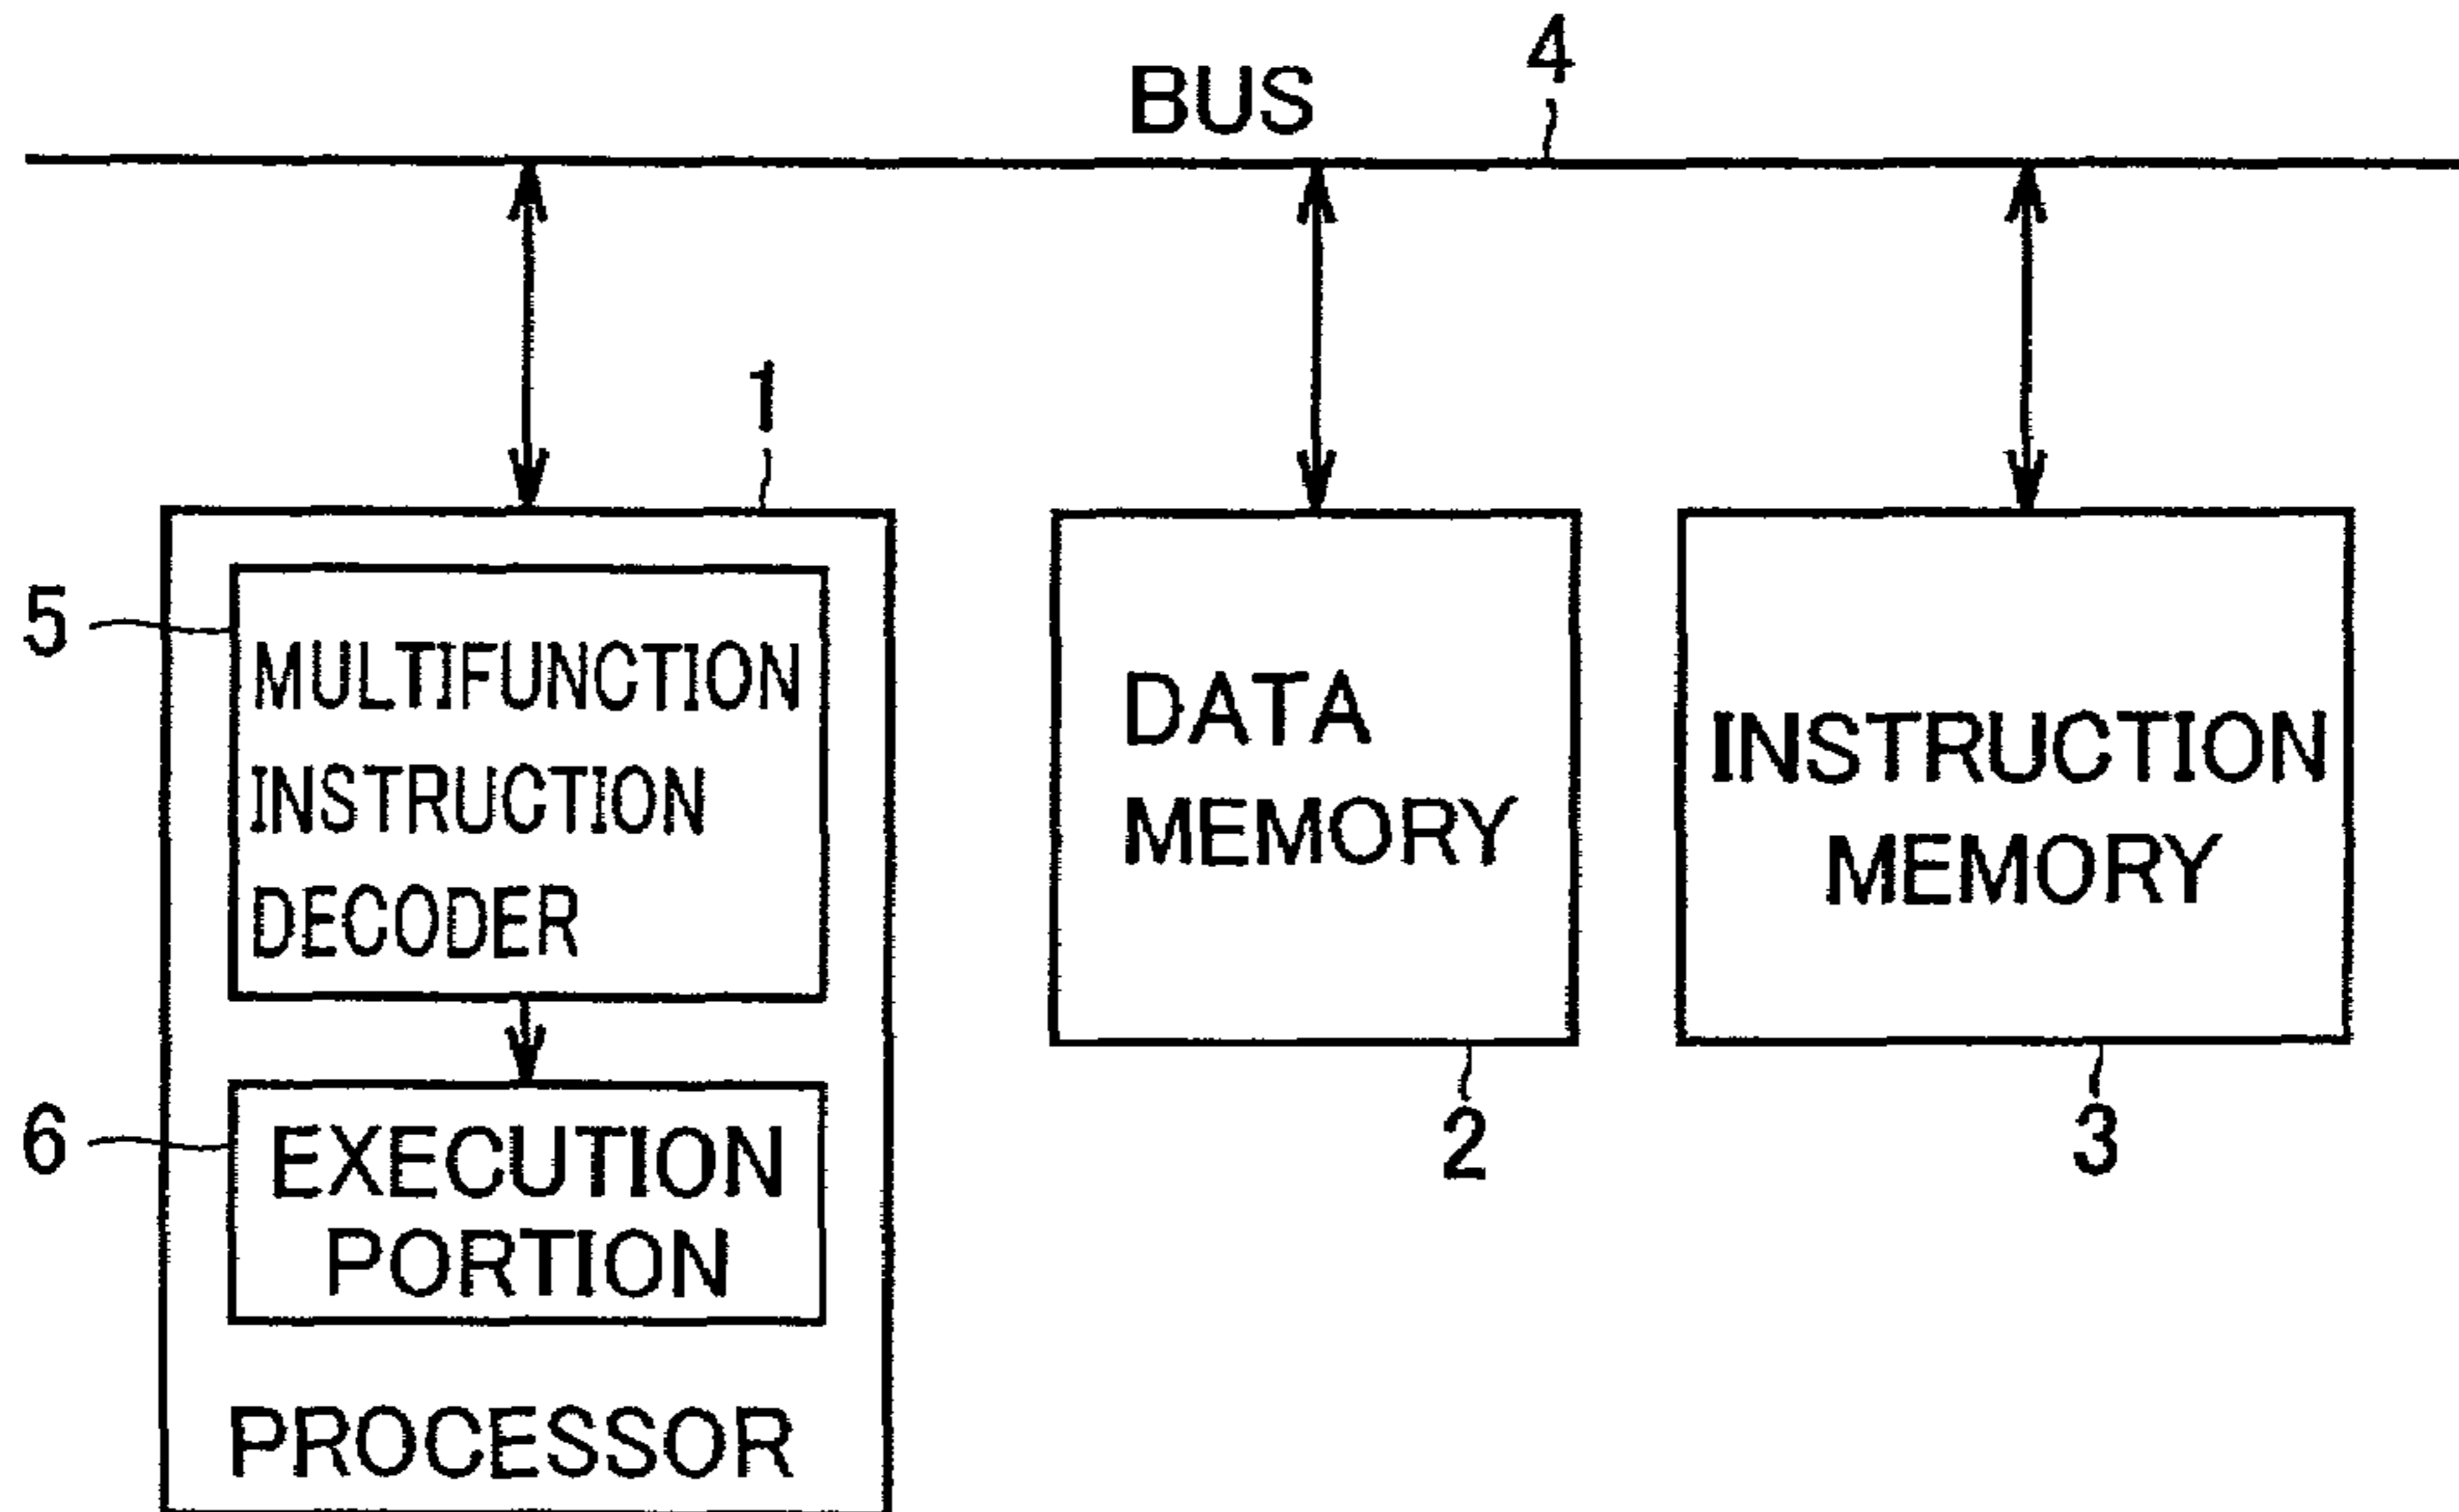 4
BUS
1
5
MULTIFUNCTION
INSTRUCTION
DECODER
DATA
MEMORY
INSTRUCTION
MEMORY
6
EXECUTION
PORTION
2
3
PROCESSOR